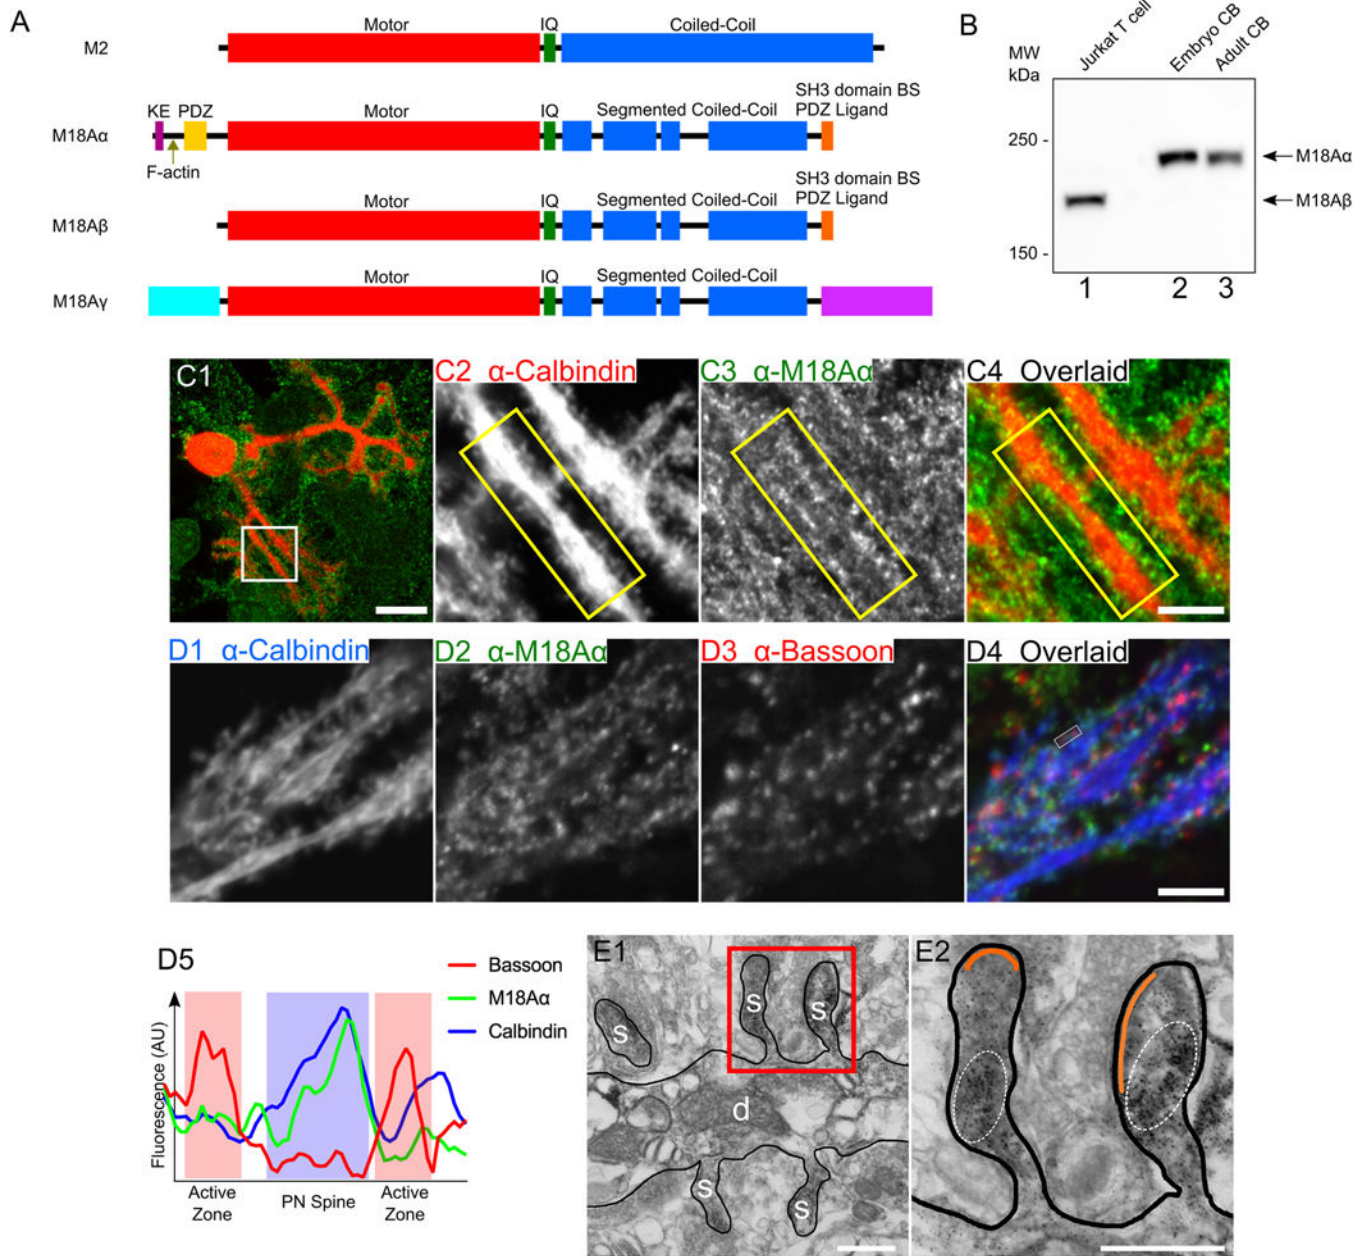 A
Motor IQ Coiled-Coil
M2
SH3 domain BS
KE PDZ Motor IQ Segmented Coiled-Coil PDZ Ligand
M18Aα
F-actin
SH3 domain BS
Motor IQ Segmented Coiled-Coil PDZ Ligand
M18Aβ
Motor IQ Segmented Coiled-Coil
M18Aγ
B
MW
kDa
Jurkat T cell
Embryo CB
Adult CB
250 -
M18Aα
M18Aβ
150 -
1 2 3
C1
C2 α-Calbindin
C3 α-M18Aα
C4 Overlaid
D1 α-Calbindin
D2 α-M18Aα
D3 α-Bassoon
D4 Overlaid
D5
Bassoon
M18Aα
Calbindin
Fluorescence (AU)
Active
Zone
PN Spine
Active
Zone
E1
S
S
S
d
S
S
E2